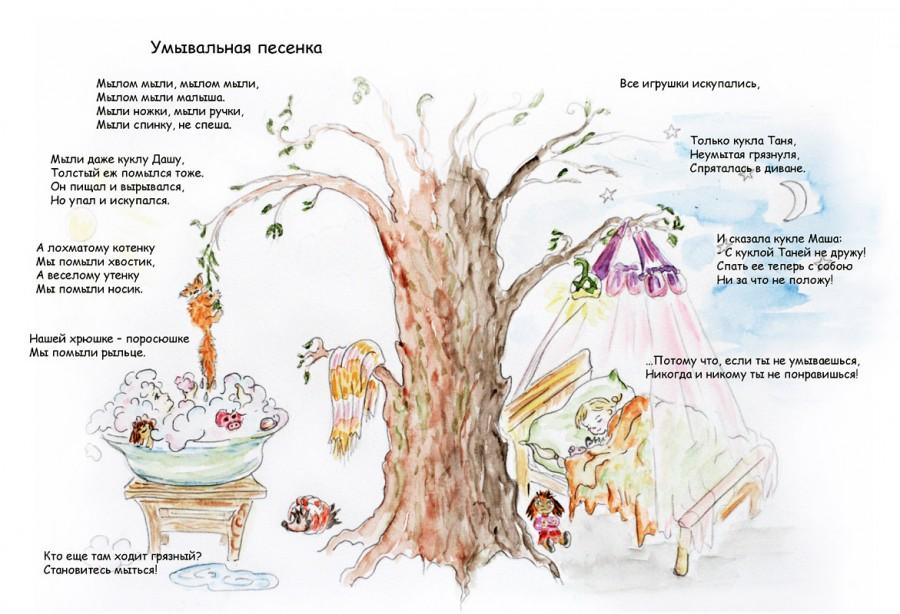 Умывальная песенка
Мылом мыли, мылом мыли,
Мылом мыли малыша.
Мыли ножки, мыли ручки,
Мыли спинку, не спеша.
Мыли даже куклу Дашу,
Толстый еж помылся тоже.
Он пищал и вырывался,
Но упал и искупался.
А лохматому котенку
Мы помыли хвостик,
А веселому утенку
Мы помыли носик.
Нашей хрюшке – поросюшке
Мы помыли рыльце.
Кто еще там ходит грязный?
Становитесь мыться!
Все игрушки искупались,
Только кукла Таня,
Неумытая грязнуля,
Спряталась в диване.
И сказала кукле Маша:
- С куклой Таней не дружу!
Спать ее теперь с собою
Ни за что не положу!
...Потому что, если ты не умываешься,
Никогда и никому ты не понравишься!